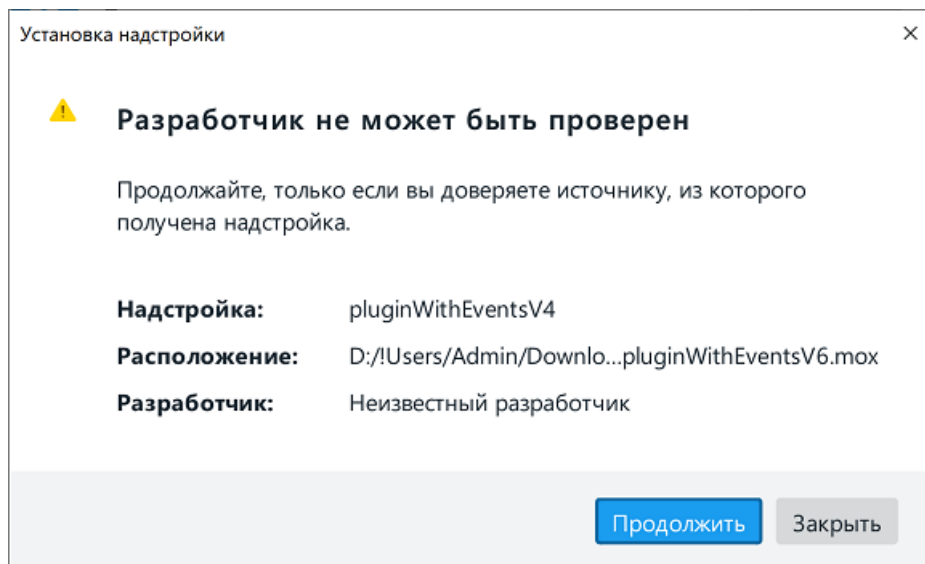 Установка надстройки
Разработчик не может быть проверен
Продолжайте, только если вы доверяете источнику, из которого
получена надстройка.
Надстройка: pluginWithEventsV4
Расположение: D:/!Users/Admin/Downlo...pluginWithEventsV6.mox
Разработчик: Неизвестный разработчик
Продолжить Закрыть